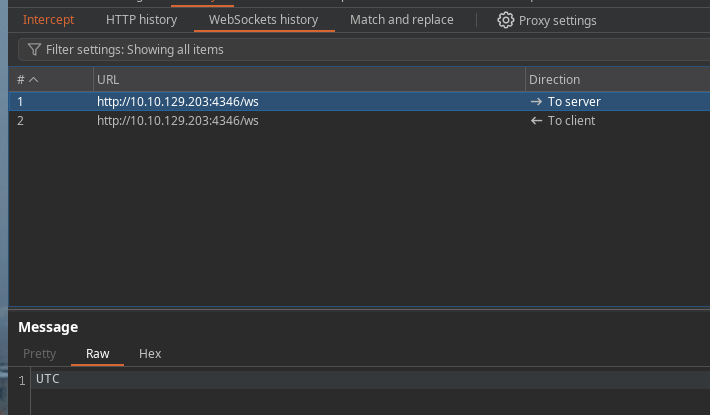 Intercept HTTP history WebSockets history Match and replace Proxy settings
Filter settings: Showing all items
# URL Direction
1 http://10.10.129.203:4346/ws → To server
2 http://10.10.129.203:4346/ws ← To client
Message
Pretty Raw Hex
1 UTC